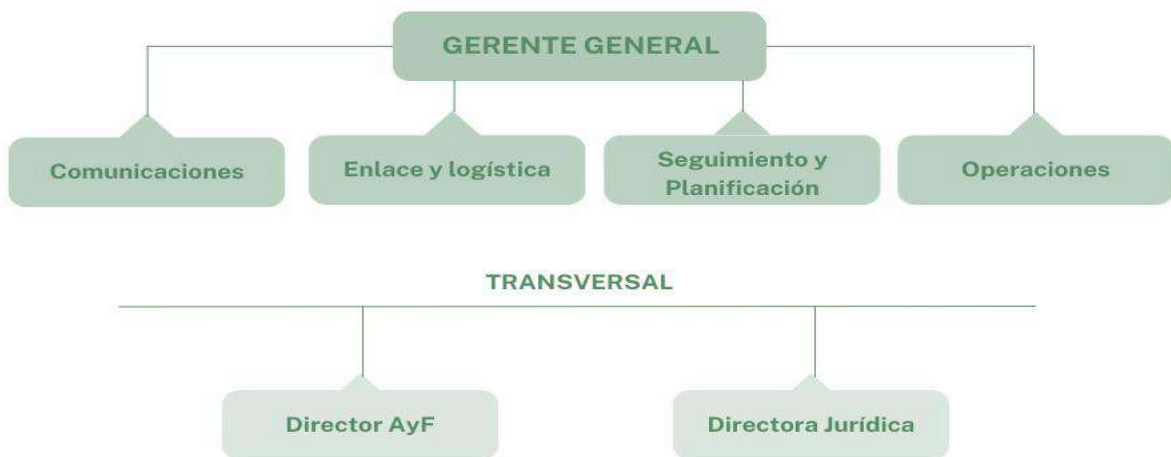 GERENTE GENERAL
Comunicaciones
Enlace y logística
Seguimiento y
Planificación
Operaciones
TRANSVERSAL
Director AyF
Directora Jurídica